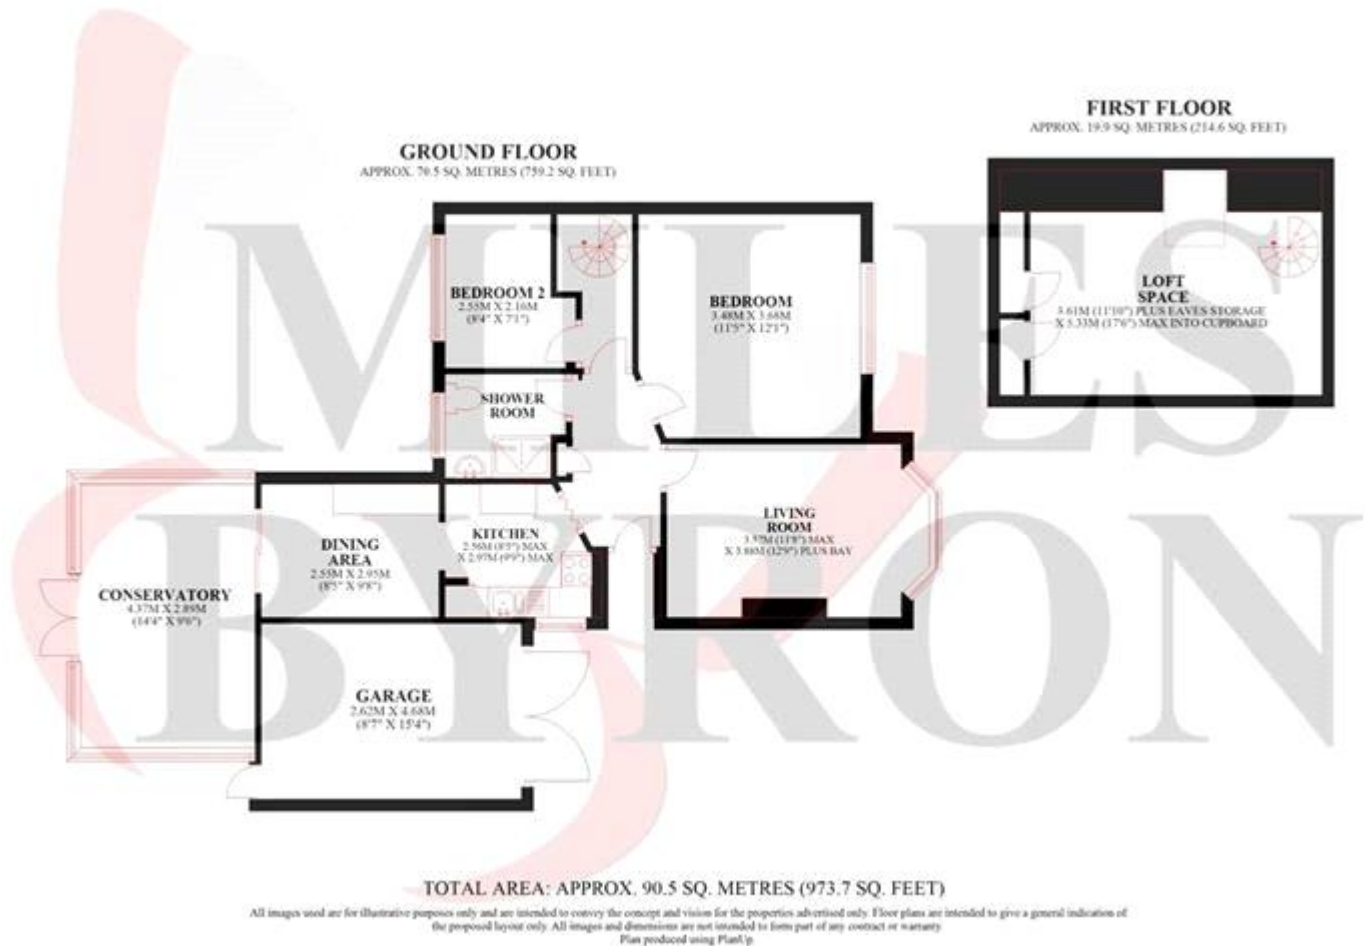 FIRST FLOOR
APPROX. 19.9 SQ. METRES (214.6 SQ. FEET)
GROUND FLOOR
APPROX. 70.5 SQ. METRES (759.2 SQ. FEET)
MILES
BYRON
BEDROOM 2
2.55M X 2.16M
(8'4" X 7'1")
BEDROOM
3.48M X 3.68M
(11'5" X 12'1")
LOFT
SPACE
3.61M (11'10") PLUS EAVES STORAGE
X 5.33M (17'6") MAX INTO CUPBOARD
SHOWER
ROOM
LIVING
ROOM
3.57M (11'8") MAX
X 3.88M (12'9") PLUS BAY
KITCHEN
2.56M (8'5") MAX
X 2.97M (9'9") MAX
DINING
AREA
2.55M X 2.95M
(8'5" X 9'8")
CONSERVATORY
4.37M X 2.89M
(14'4" X 9'6")
GARAGE
2.62M X 4.68M
(8'7" X 15'4")
TOTAL AREA: APPROX. 90.5 SQ. METRES (973.7 SQ. FEET)
All images used are for illustrative purposes only and are intended to convey the concept and vision for the properties advertised only. Floor plans are intended to give a general indication of
the proposed layout only. All images and dimensions are not intended to form part of any contract or warranty
Plan produced using PlanUp